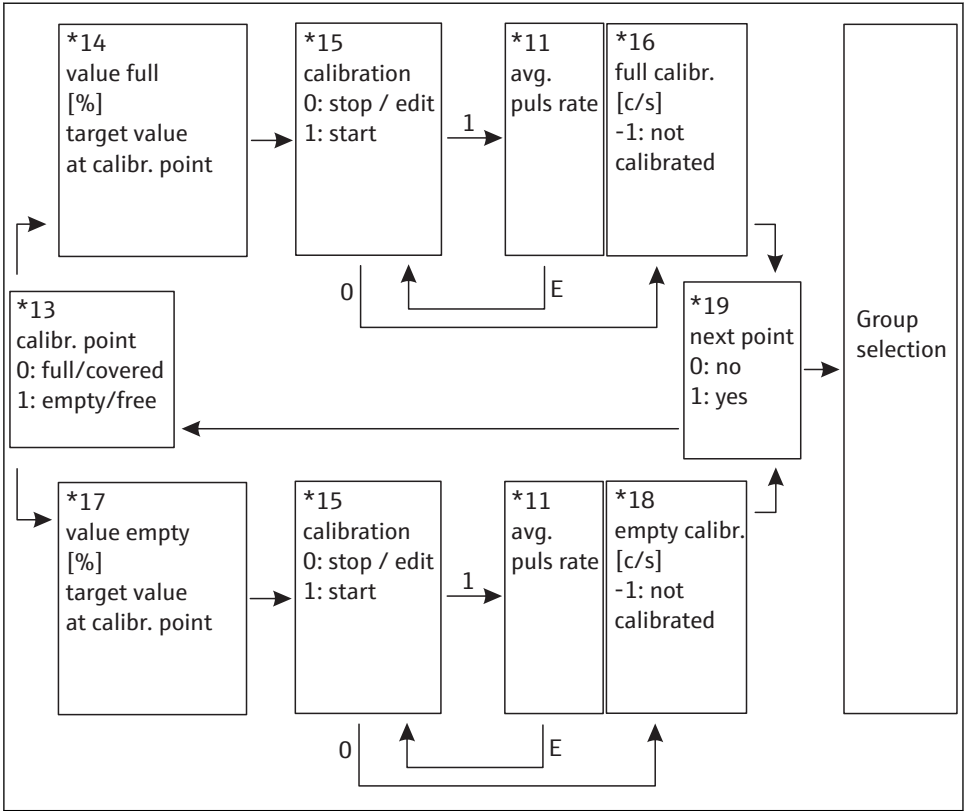 *14
value full
[%]
target value
at calibr. point
*15
calibration
0: stop / edit
1: start
1
*11
avg.
puls rate
*16
full calibr.
[c/s]
-1: not
calibrated
0
E
*13
calibr. point
0: full/covered
1: empty/free
*19
next point
0: no
1: yes
Group
selection
*17
value empty
[%]
target value
at calibr. point
*15
calibration
0: stop / edit
1: start
1
*11
avg.
puls rate
*18
empty calibr.
[c/s]
-1: not
calibrated
0
E